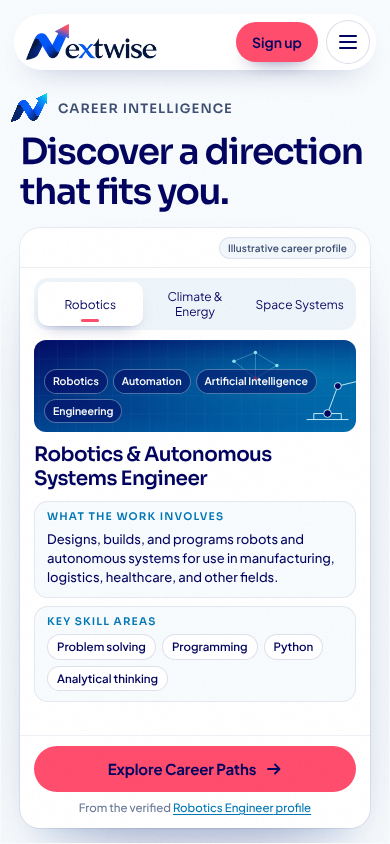 Nextwise
Sign up
CAREER INTELLIGENCE
Discover a direction
that fits you.
Illustrative career profile
Robotics
Climate &
Energy
Space Systems
Robotics
Automation
Artificial Intelligence
Engineering
Robotics & Autonomous
Systems Engineer
WHAT THE WORK INVOLVES
Designs, builds, and programs robots and
autonomous systems for use in manufacturing,
logistics, healthcare, and other fields.
KEY SKILL AREAS
Problem solving
Programming
Python
Analytical thinking
Explore Career Paths →
From the verified Robotics Engineer profile